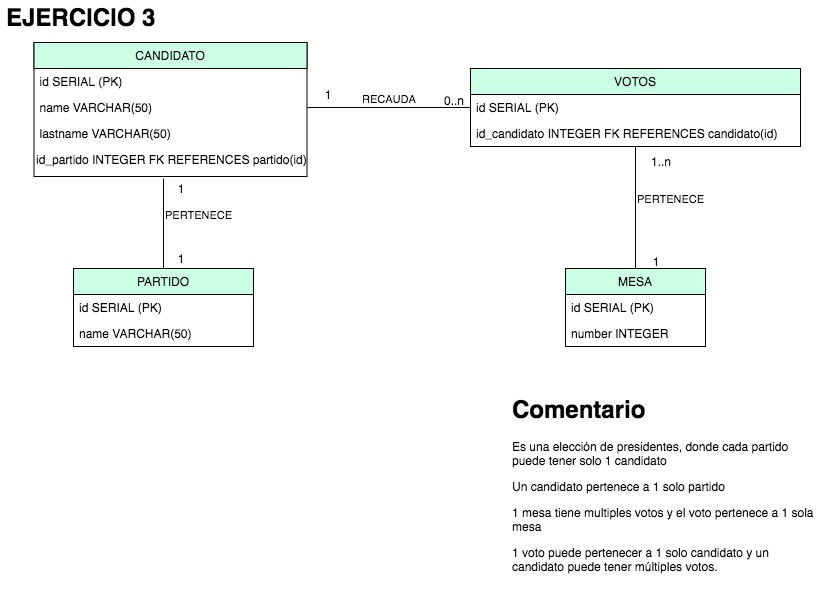 EJERCICIO 3
CANDIDATO
id SERIAL (PK)
name VARCHAR(50)
lastname VARCHAR(50)
id_partido INTEGER FK REFERENCES partido(id)
1
RECAUDA
0..n
VOTOS
id SERIAL (PK)
id_candidato INTEGER FK REFERENCES candidato(id)
1
PERTENECE
1
1..n
PERTENECE
1
PARTIDO
id SERIAL (PK)
name VARCHAR(50)
MESA
id SERIAL (PK)
number INTEGER
Comentario
Es una elección de presidentes, donde cada partido
puede tener solo 1 candidato
Un candidato pertenece a 1 solo partido
1 mesa tiene multiples votos y el voto pertenece a 1 sola
mesa
1 voto puede pertenecer a 1 solo candidato y un
candidato puede tener múltiples votos.